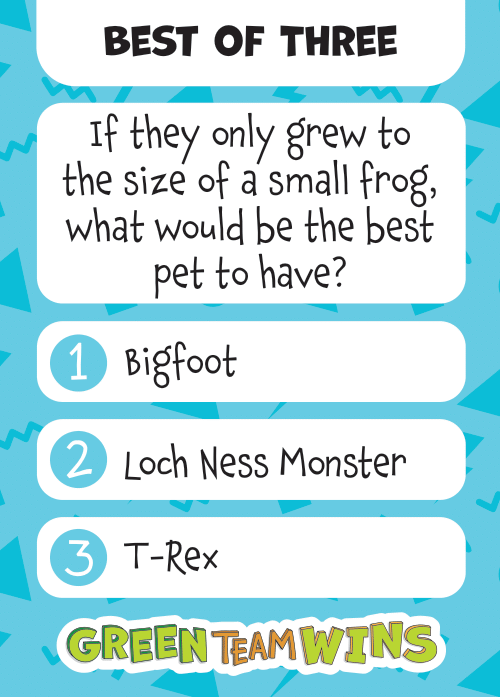 BEST OF THREE
If they only grew to
the size of a small frog,
what would be the best
pet to have?
1 Bigfoot
2 Loch Ness Monster
3 T-Rex
GREEN TEAM WINS